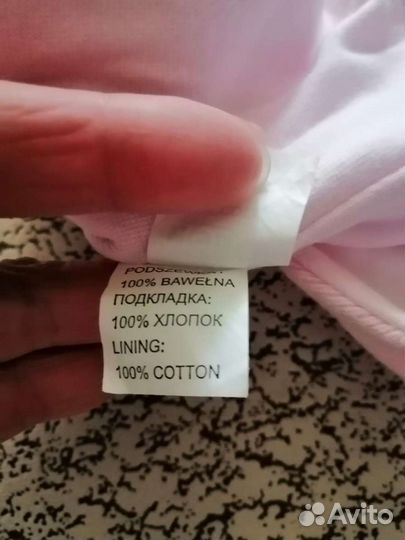 100% BAWEŁNA
ПОДКЛАДКА:
100% ХЛОПОК
LINING:
100% COTTON
Avito